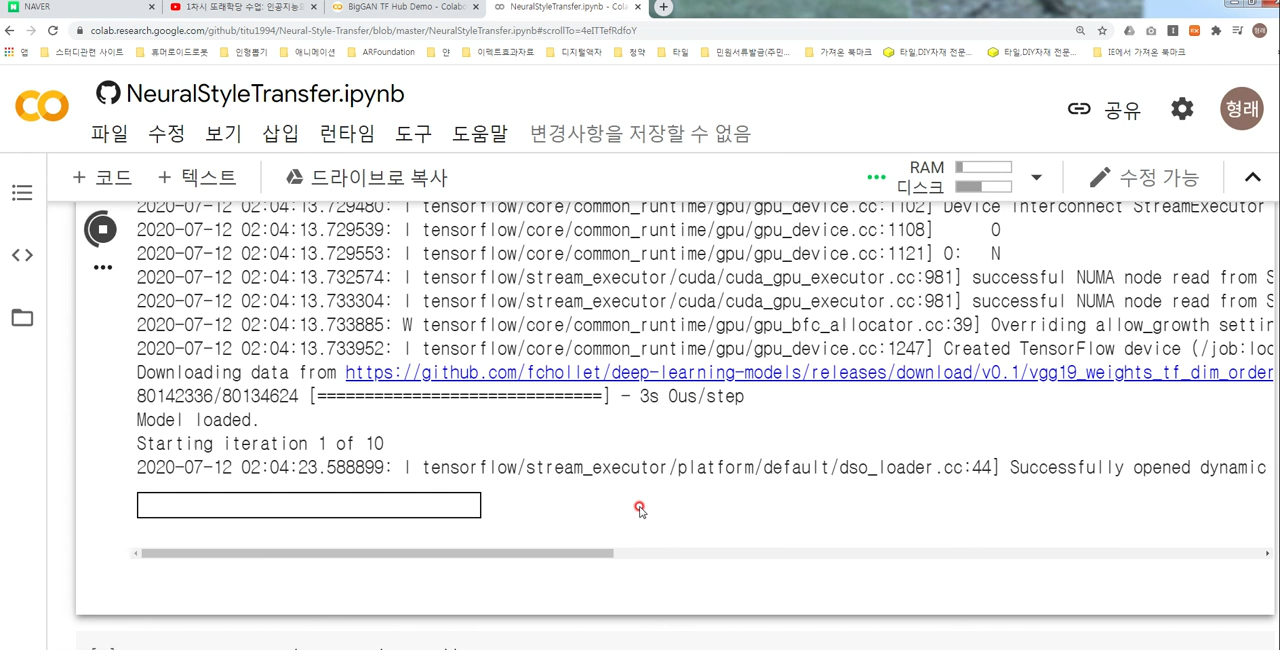 NAVER
1차시 또래학당 수업: 인공지능
BigGAN TF Hub Demo - Colab
NeuralStyleTransfer.ipynb - Cola
colab.research.google.com/github/titu1994/Neural-Style-Transfer/blob/master/NeuralStyleTransfer.ipynb#scrollTo=4eITTefRdfoY
형래
앱 스터디관련 사이트 휴머로이드로봇 인형뽑기 애니메이션 ARFoundation 얀 이펙트효과자료 디지털액자 청약 타일 민원서류발급(주민... 가져온 북마크 타일,DIY자재 전문... 타일,DIY자재 전문... IE에서 가져온 북마크
CO NeuralStyleTransfer.ipynb
파일 수정 보기 삽입 런타임 도구 도움말 변경사항을 저장할 수 없음
공유
형래
+ 코드 + 텍스트 드라이브로 복사
RAM
디스크
수정 가능
2020-07-12 02:04:13.729480: I tensorflow/core/common_runtime/gpu/gpu_device.cc:1102] Device interconnect StreamExecutor
2020-07-12 02:04:13.729539: I tensorflow/core/common_runtime/gpu/gpu_device.cc:1108] 0
2020-07-12 02:04:13.729553: I tensorflow/core/common_runtime/gpu/gpu_device.cc:1121] 0: N
2020-07-12 02:04:13.732574: I tensorflow/stream_executor/cuda/cuda_gpu_executor.cc:981] successful NUMA node read from S
2020-07-12 02:04:13.733304: I tensorflow/stream_executor/cuda/cuda_gpu_executor.cc:981] successful NUMA node read from S
2020-07-12 02:04:13.733885: W tensorflow/core/common_runtime/gpu/gpu_bfc_allocator.cc:39] Overriding allow_growth settin
2020-07-12 02:04:13.733952: I tensorflow/core/common_runtime/gpu/gpu_device.cc:1247] Created TensorFlow device (/job:loc
Downloading data from https://github.com/fchollet/deep-learning-models/releases/download/v0.1/vgg19_weights_tf_dim_order
80142336/80134624 [==============================] - 3s 0us/step
Model loaded.
Starting iteration 1 of 10
2020-07-12 02:04:23.588899: I tensorflow/stream_executor/platform/default/dso_loader.cc:44] Successfully opened dynamic